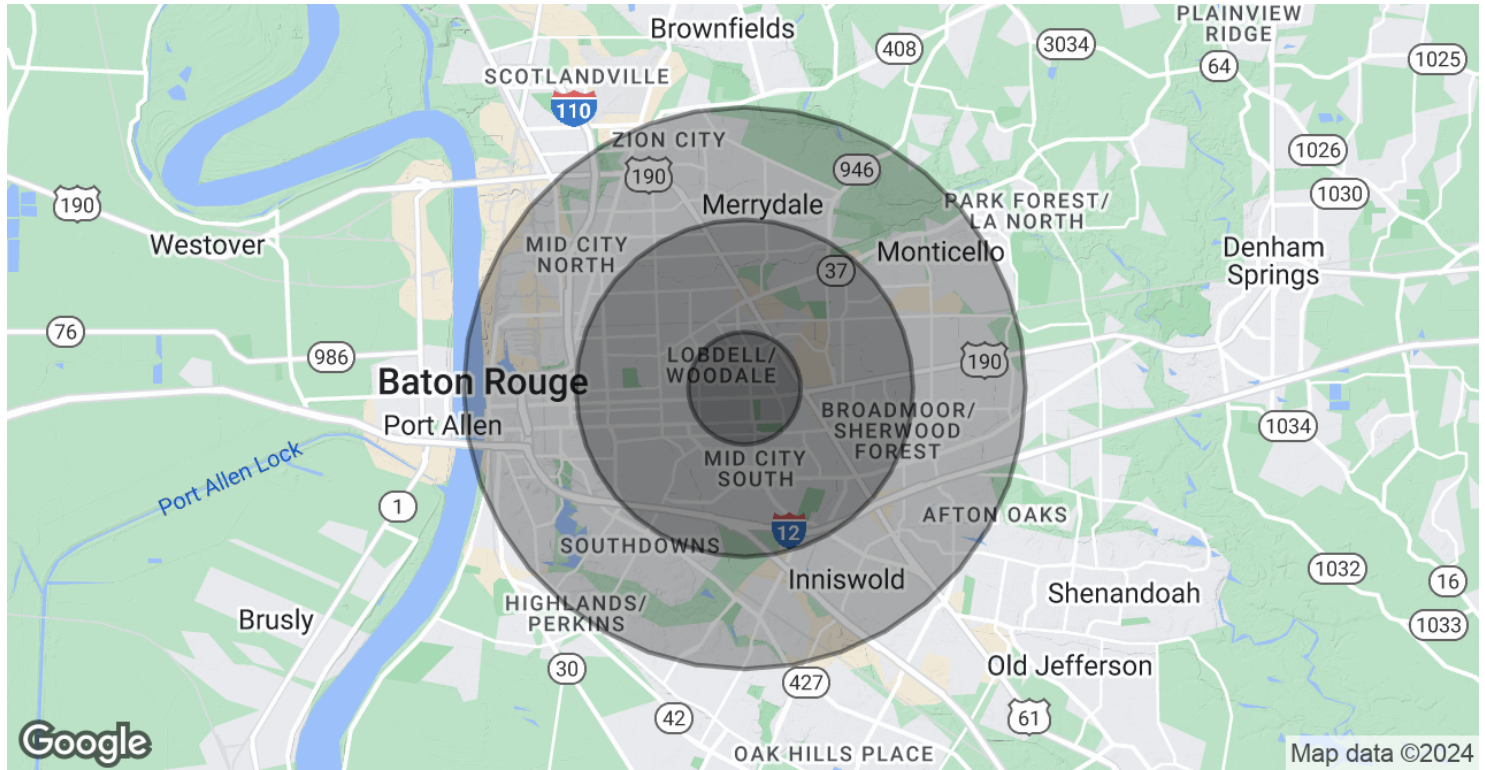 PLAINVIEW
RIDGE
Brownfields
408
3034
1025
64
SCOTLANDVILLE
110
ZION CITY
1026
190
946
1030
190
Merrydale
PARK FOREST/
LA NORTH
Westover
MID CITY
NORTH
Monticello
Denham
Springs
37
76
986
LOBDELL/
WOODALE
190
Baton Rouge
Port Allen
BROADMOOR/
SHERWOOD
FOREST
1034
MID CITY
SOUTH
Port Allen Lock
1
AFTON OAKS
12
SOUTHDOWNS
Inniswold
1032
16
Shenandoah
HIGHLANDS/
PERKINS
Brusly
1033
30
Old Jefferson
427
42
61
OAK HILLS PLACE
Google
Map data ©2024